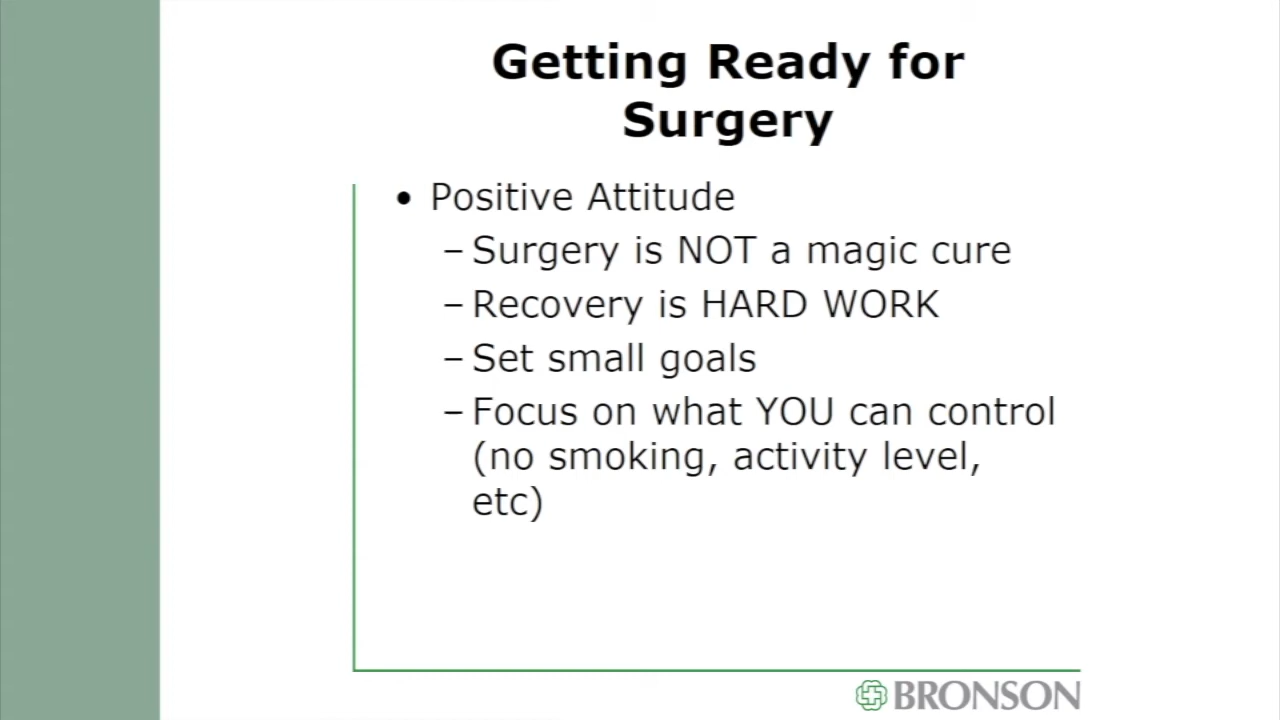 Getting Ready for
Surgery
• Positive Attitude
– Surgery is NOT a magic cure
– Recovery is HARD WORK
– Set small goals
– Focus on what YOU can control
(no smoking, activity level,
etc)
BRONSON